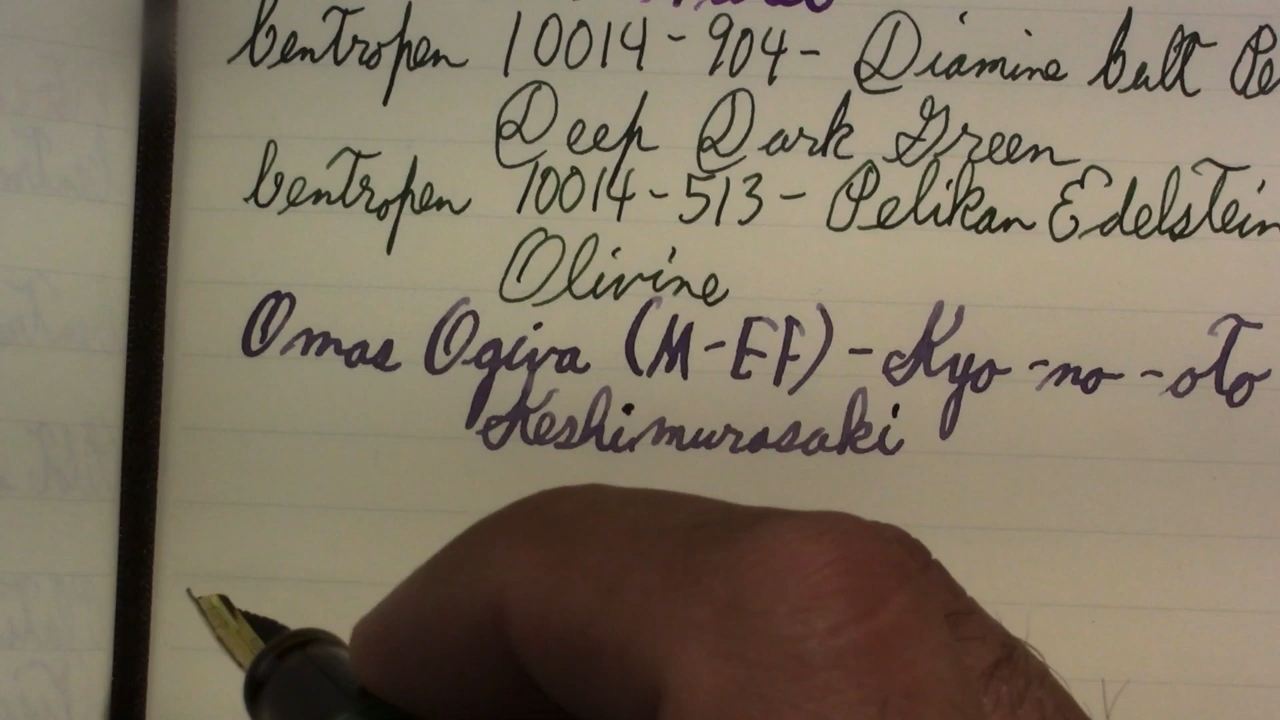 Centropen 10014-904- Diamine Cult Pe
Deep Dark Green
Centropen 10014-513- Pelikan Edelstein
Olivine
Omas Ogiva (M-EF) - Kyo-no-oto
Keshimurasaki